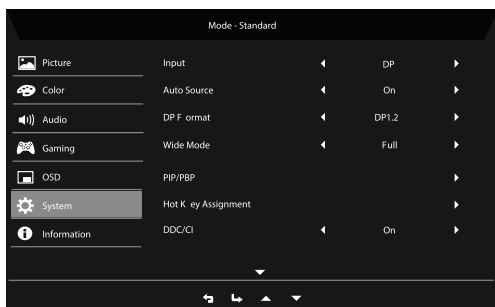 Mode - Standard
Picture
Input DP
Color
Auto Source On
Audio
DP F ormat DP1.2
Gaming
Wide Mode Full
OSD
PIP/PBP
System
Hot K ey Assignment
Information
DDC/CI On